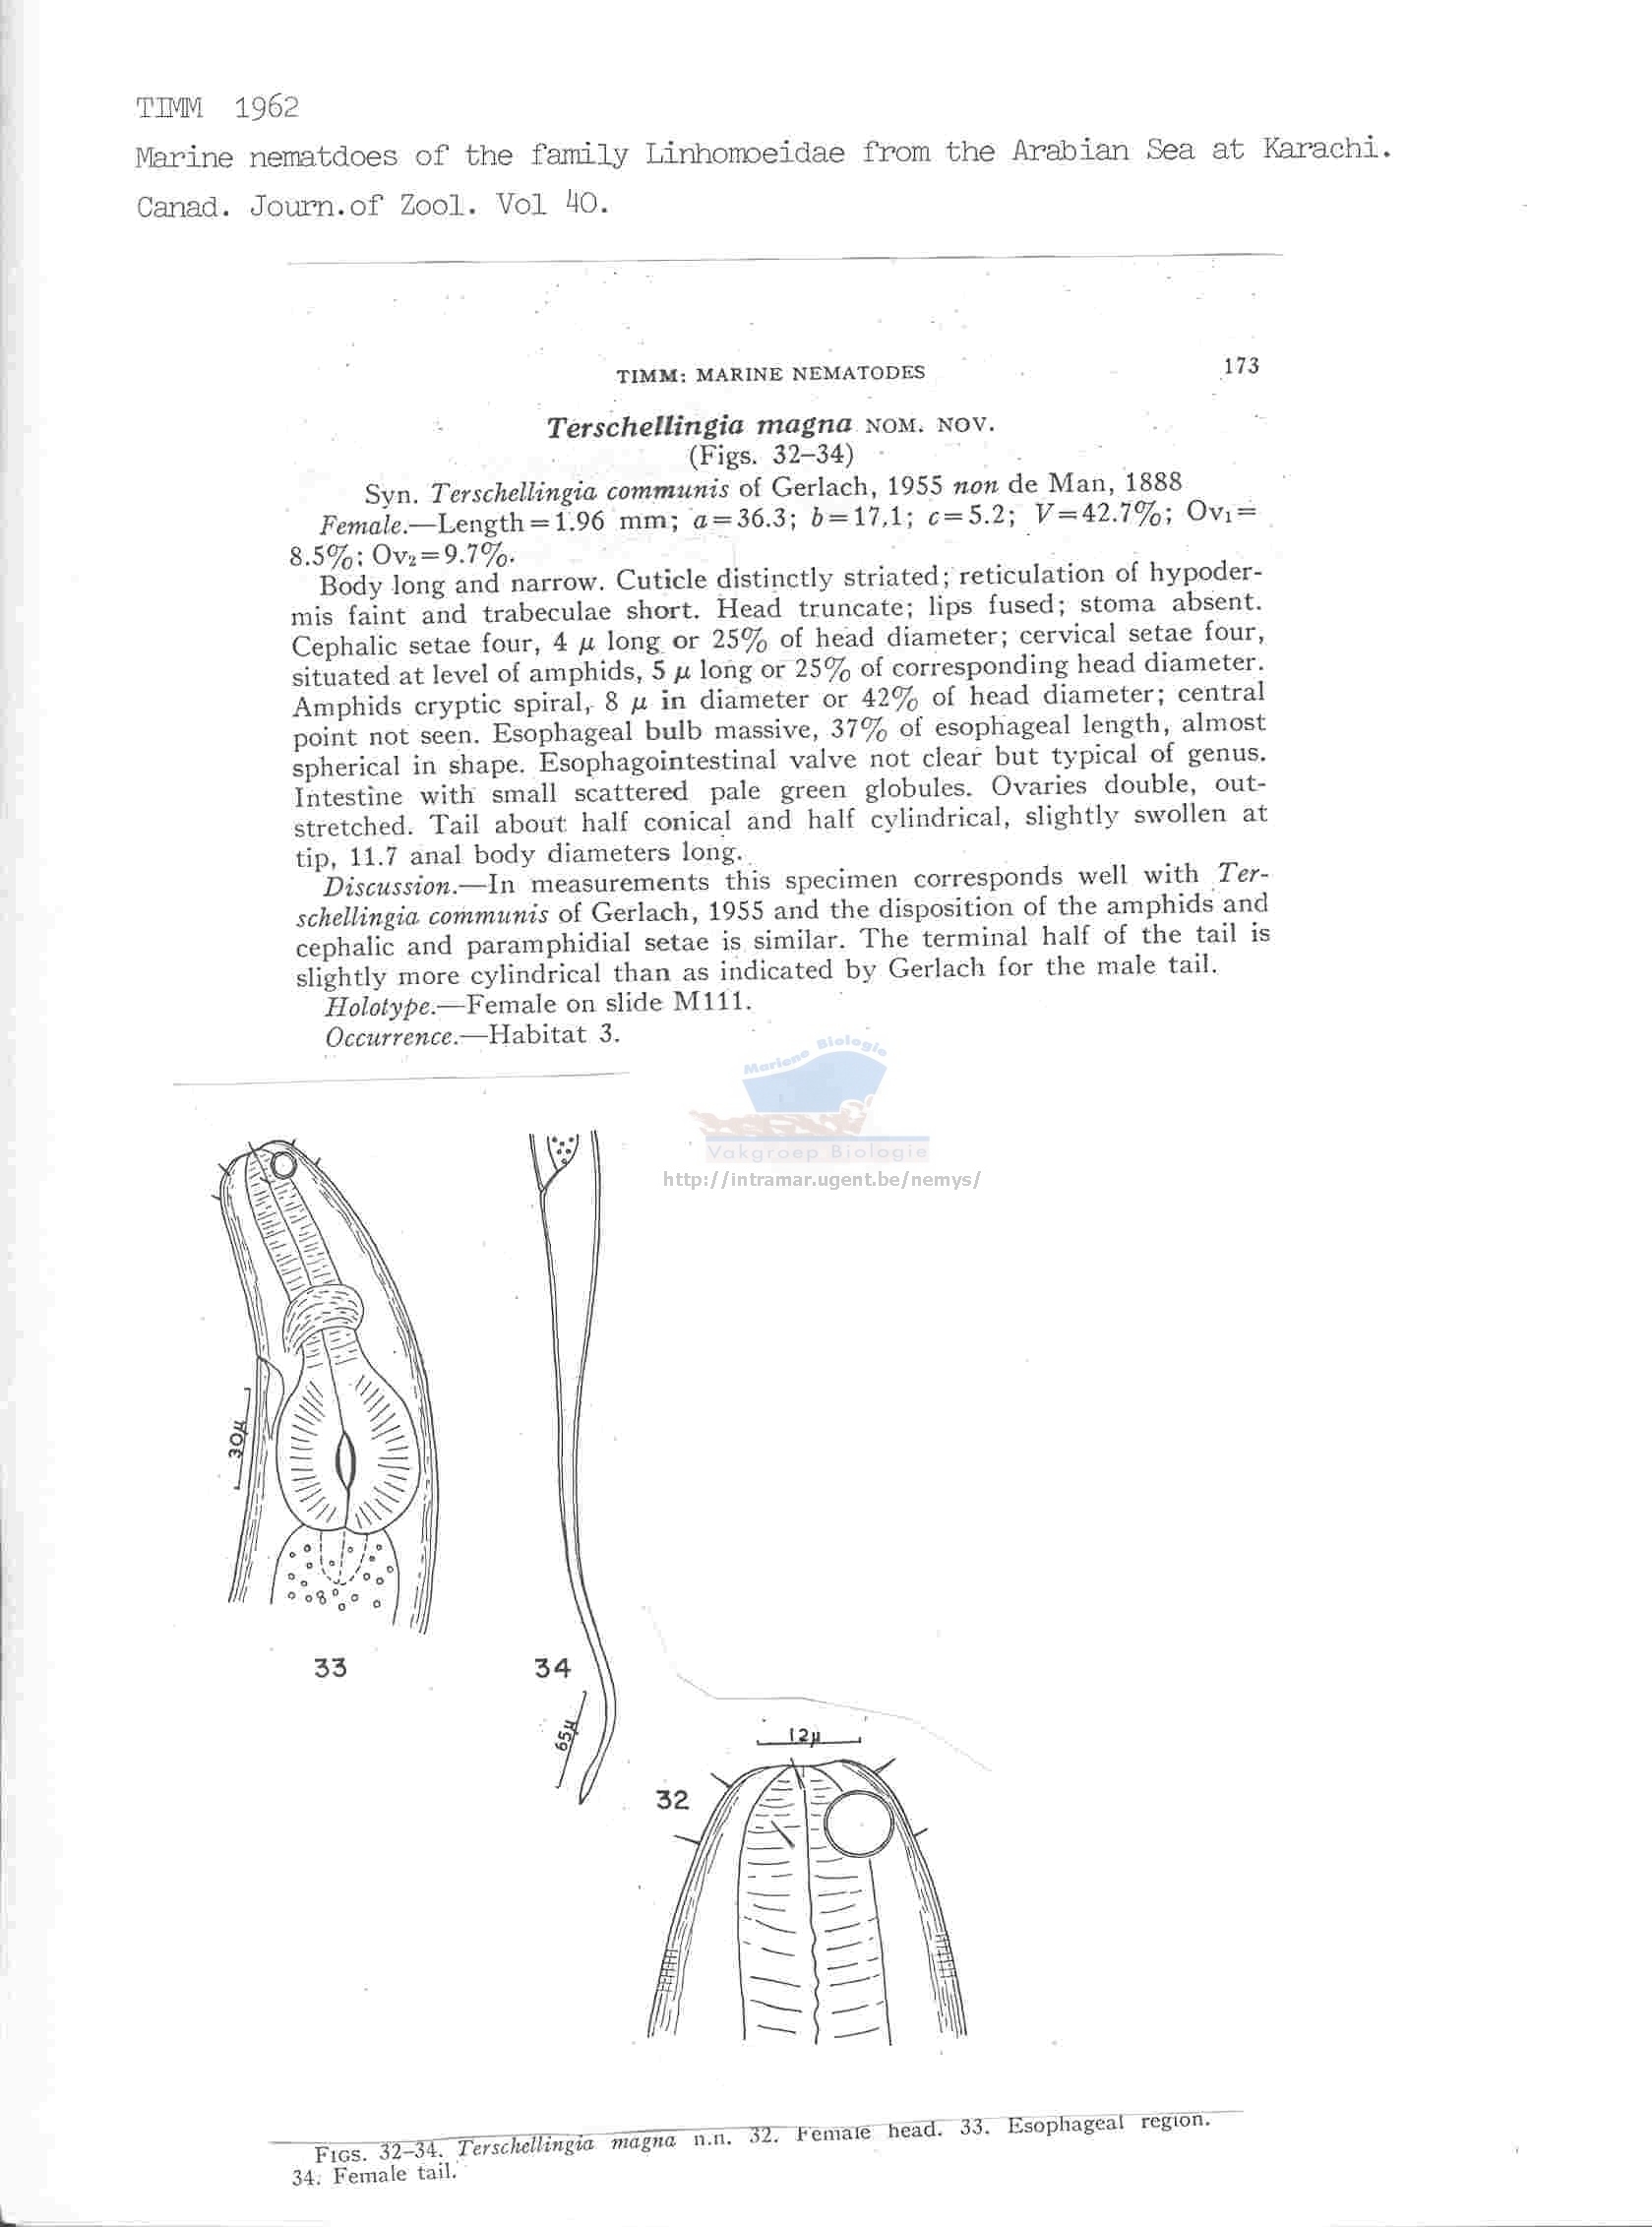 TIMM 1962
Marine nematdoes of the family Linhomoeidae from the Arabian Sea at Karachi.
Canad. Journ.of Zool. Vol 40.
TIMM: MARINE NEMATODES 173
Terschellingia magna NOM. NOV.
(Figs. 32–34)
Syn. Terschellingia communis of Gerlach, 1955 non de Man, 1888
Female.—Length=1.96 mm; a=36.3; b=17.1; c=5.2; V=42.7%; Ov₁=
8.5%; Ov₂=9.7%.
Body long and narrow. Cuticle distinctly striated; reticulation of hypoder-
mis faint and trabeculae short. Head truncate; lips fused; stoma absent.
Cephalic setae four, 4 μ long or 25% of head diameter; cervical setae four,
situated at level of amphids, 5 μ long or 25% of corresponding head diameter.
Amphids cryptic spiral, 8 μ in diameter or 42% of head diameter; central
point not seen. Esophageal bulb massive, 37% of esophageal length, almost
spherical in shape. Esophagointestinal valve not clear but typical of genus.
Intestine with small scattered pale green globules. Ovaries double, out-
stretched. Tail about half conical and half cylindrical, slightly swollen at
tip, 11.7 anal body diameters long.
Discussion.—In measurements this specimen corresponds well with Ter-
schellingia communis of Gerlach, 1955 and the disposition of the amphids and
cephalic and paramphidial setae is similar. The terminal half of the tail is
slightly more cylindrical than as indicated by Gerlach for the male tail.
Holotype.—Female on slide M111.
Occurrence.—Habitat 3.
Mariene Biologie
Vakgroep Biologie
http://intramar.ugent.be/nemys/
30μ
33
34
65μ
12μ
32
FIGS. 32–34. Terschellingia magna n.n. 32. Female head. 33. Esophageal region.
34. Female tail.